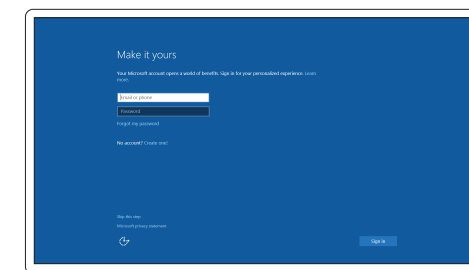 Make it yours
Your Microsoft account opens a world of benefits. Sign in for your personalized experience. Learn
more.
Email or phone
Password
Forgot my password
No account? Create one!
Skip this step
Microsoft privacy statement
Sign in